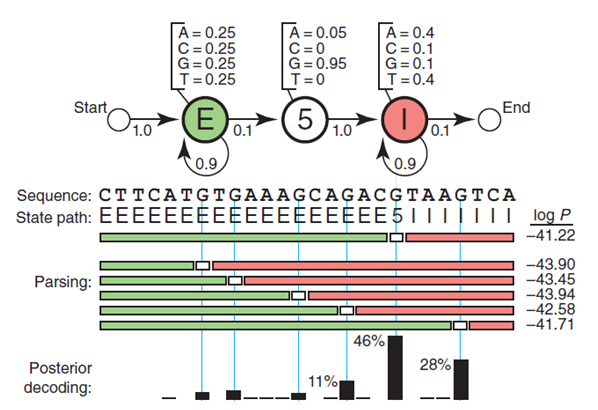 A = 0.25 A = 0.05 A = 0.4
C = 0.25 C = 0 C = 0.1
G = 0.25 G = 0.95 G = 0.1
T = 0.25 T = 0 T = 0.4
Start E 5 I End
1.0 0.1 1.0 0.1
0.9 0.9
Sequence: C T T C A T G T G A A A G C A G A C G T A A G T C A
State path: E E E E E E E E E E E E E E E E E E 5 I I I I I I I log P
–41.22
–43.90
–43.45
Parsing: –43.94
–42.58
–41.71
46%
Posterior 28%
decoding: 11%